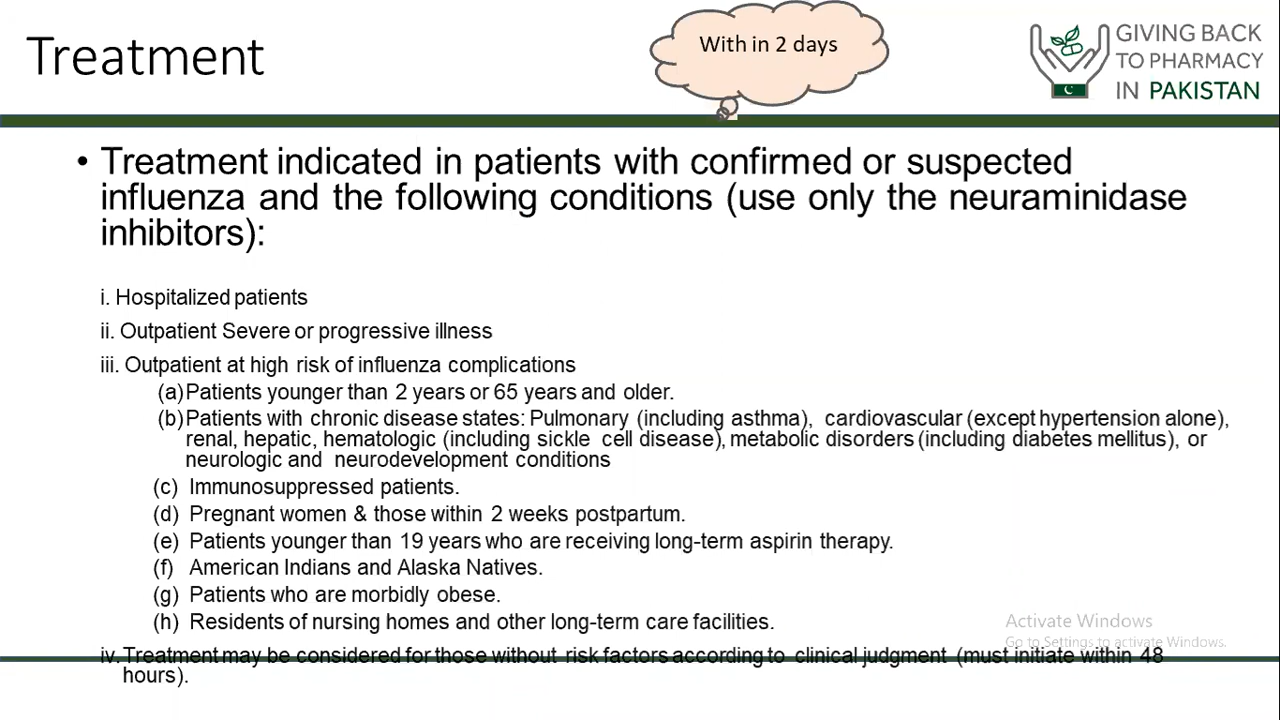 Treatment
With in 2 days
GIVING BACK
TO PHARMACY
IN PAKISTAN
• Treatment indicated in patients with confirmed or suspected
influenza and the following conditions (use only the neuraminidase
inhibitors):
i. Hospitalized patients
ii. Outpatient Severe or progressive illness
iii. Outpatient at high risk of influenza complications
(a) Patients younger than 2 years or 65 years and older.
(b) Patients with chronic disease states: Pulmonary (including asthma), cardiovascular (except hypertension alone),
renal, hepatic, hematologic (including sickle cell disease), metabolic disorders (including diabetes mellitus), or
neurologic and neurodevelopment conditions
(c) Immunosuppressed patients.
(d) Pregnant women & those within 2 weeks postpartum.
(e) Patients younger than 19 years who are receiving long-term aspirin therapy.
(f) American Indians and Alaska Natives.
(g) Patients who are morbidly obese.
(h) Residents of nursing homes and other long-term care facilities.
Activate Windows
Go to Settings to activate Windows.
iv. Treatment may be considered for those without risk factors according to clinical judgment (must initiate within 48
hours).